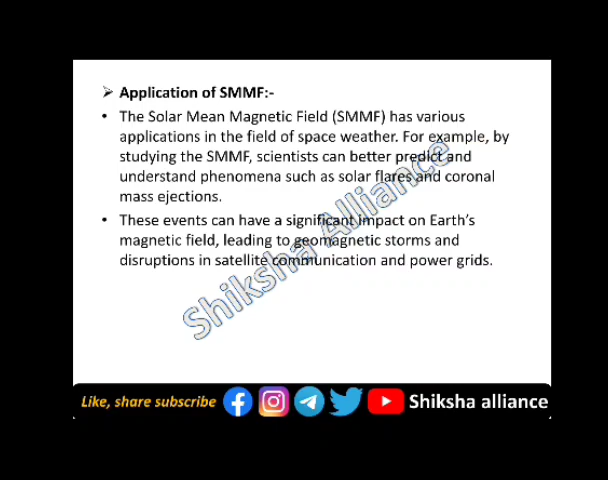 ➤ Application of SMMF:-
• The Solar Mean Magnetic Field (SMMF) has various
applications in the field of space weather. For example, by
studying the SMMF, scientists can better predict and
understand phenomena such as solar flares and coronal
mass ejections.
• These events can have a significant impact on Earth's
magnetic field, leading to geomagnetic storms and
disruptions in satellite communication and power grids.
Shiksha Alliance
Like, share subscribe Shiksha alliance